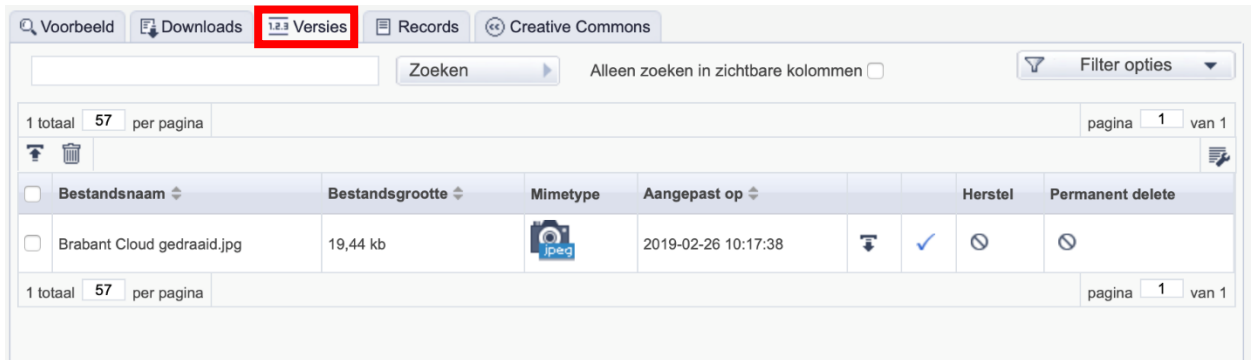 Voorbeeld Downloads 1.2.3 Versies Records cc Creative Commons
Zoeken Alleen zoeken in zichtbare kolommen Filter opties
1 totaal 57 per pagina pagina 1 van 1
Bestandsnaam Bestandsgrootte Mimetype Aangepast op Herstel Permanent delete
Brabant Cloud gedraaid.jpg 19,44 kb jpeg 2019-02-26 10:17:38
1 totaal 57 per pagina pagina 1 van 1